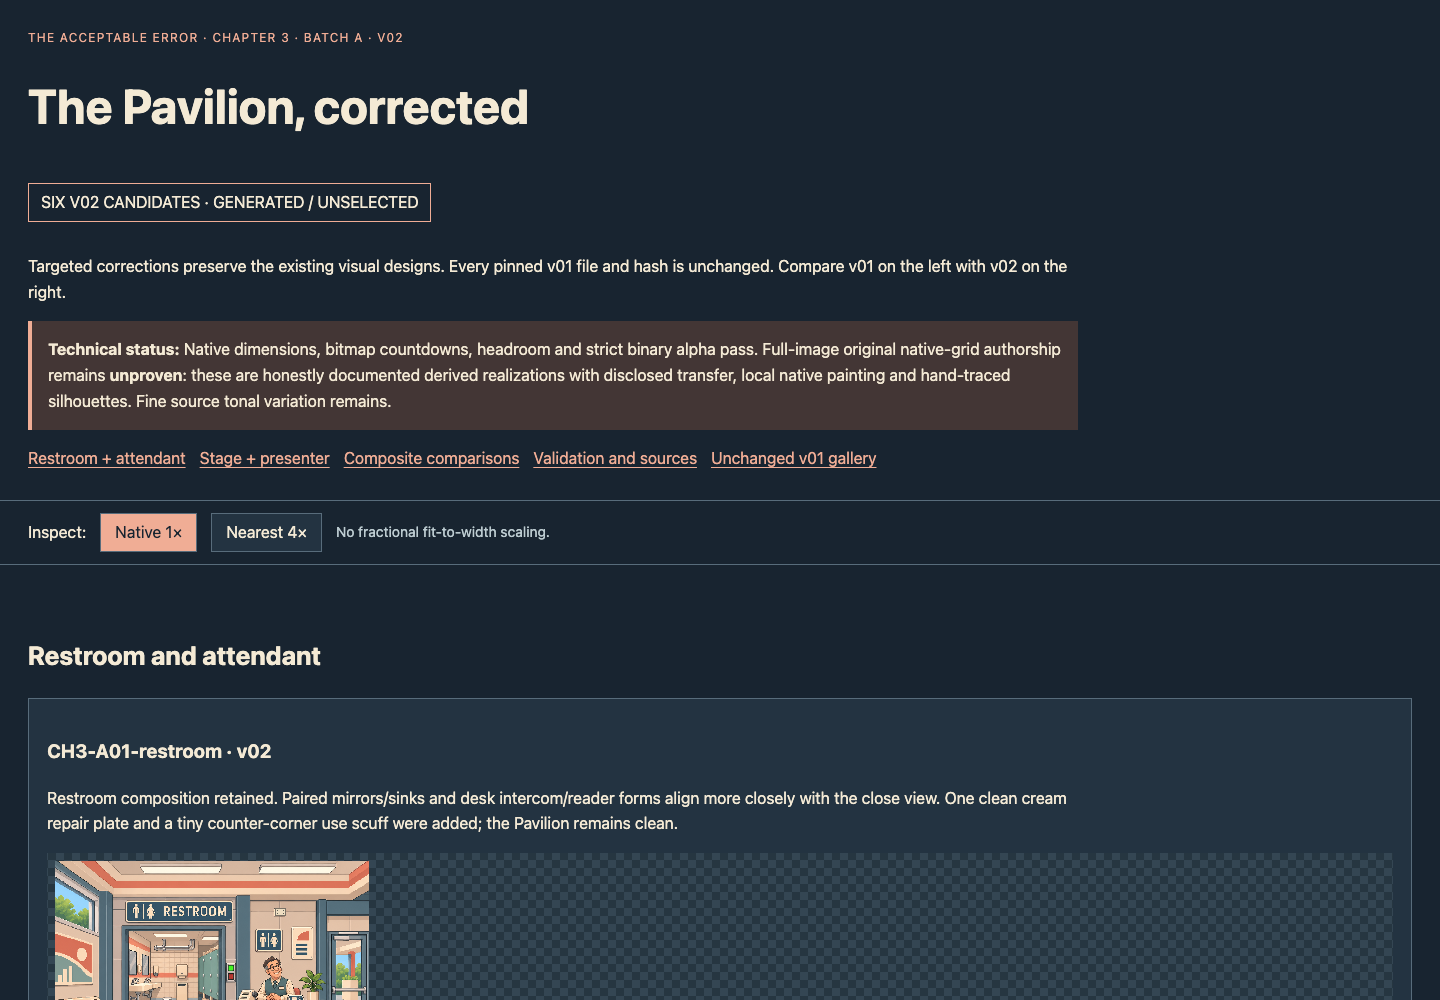 THE ACCEPTABLE ERROR · CHAPTER 3 · BATCH A · V02
The Pavilion, corrected
SIX V02 CANDIDATES · GENERATED / UNSELECTED
Targeted corrections preserve the existing visual designs. Every pinned v01 file and hash is unchanged. Compare v01 on the left with v02 on the
right.
Technical status: Native dimensions, bitmap countdowns, headroom and strict binary alpha pass. Full-image original native-grid authorship
remains unproven: these are honestly documented derived realizations with disclosed transfer, local native painting and hand-traced
silhouettes. Fine source tonal variation remains.
Restroom + attendant Stage + presenter Composite comparisons Validation and sources Unchanged v01 gallery
Inspect: Native 1× Nearest 4× No fractional fit-to-width scaling.
Restroom and attendant
CH3-A01-restroom · v02
Restroom composition retained. Paired mirrors/sinks and desk intercom/reader forms align more closely with the close view. One clean cream
repair plate and a tiny counter-corner use scuff were added; the Pavilion remains clean.
RESTROOM